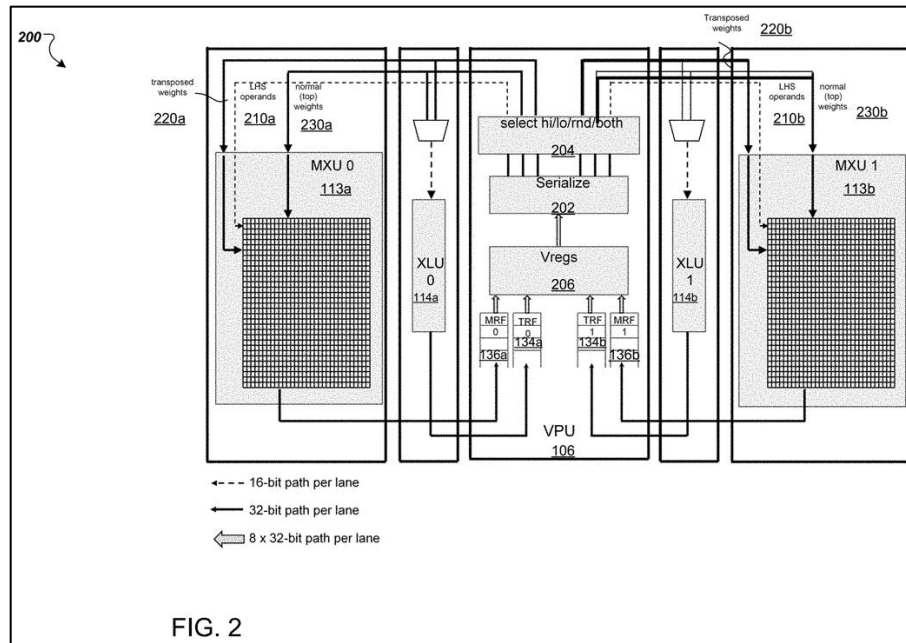 200
Transposed
weights
220b
transposed
weights
220a
LHS
operands
210a
normal
(top)
weights
230a
select hi/lo/rnd/both
204
LHS
operands
210b
normal
(top)
weights
230b
MXU 0
113a
Serialize
202
MXU 1
113b
XLU
0
114a
Vregs
206
XLU
1
114b
MRF
0
136a
TRF
0
134a
TRF
1
134b
MRF
1
136b
VPU
106
16-bit path per lane
32-bit path per lane
8 x 32-bit path per lane
FIG. 2